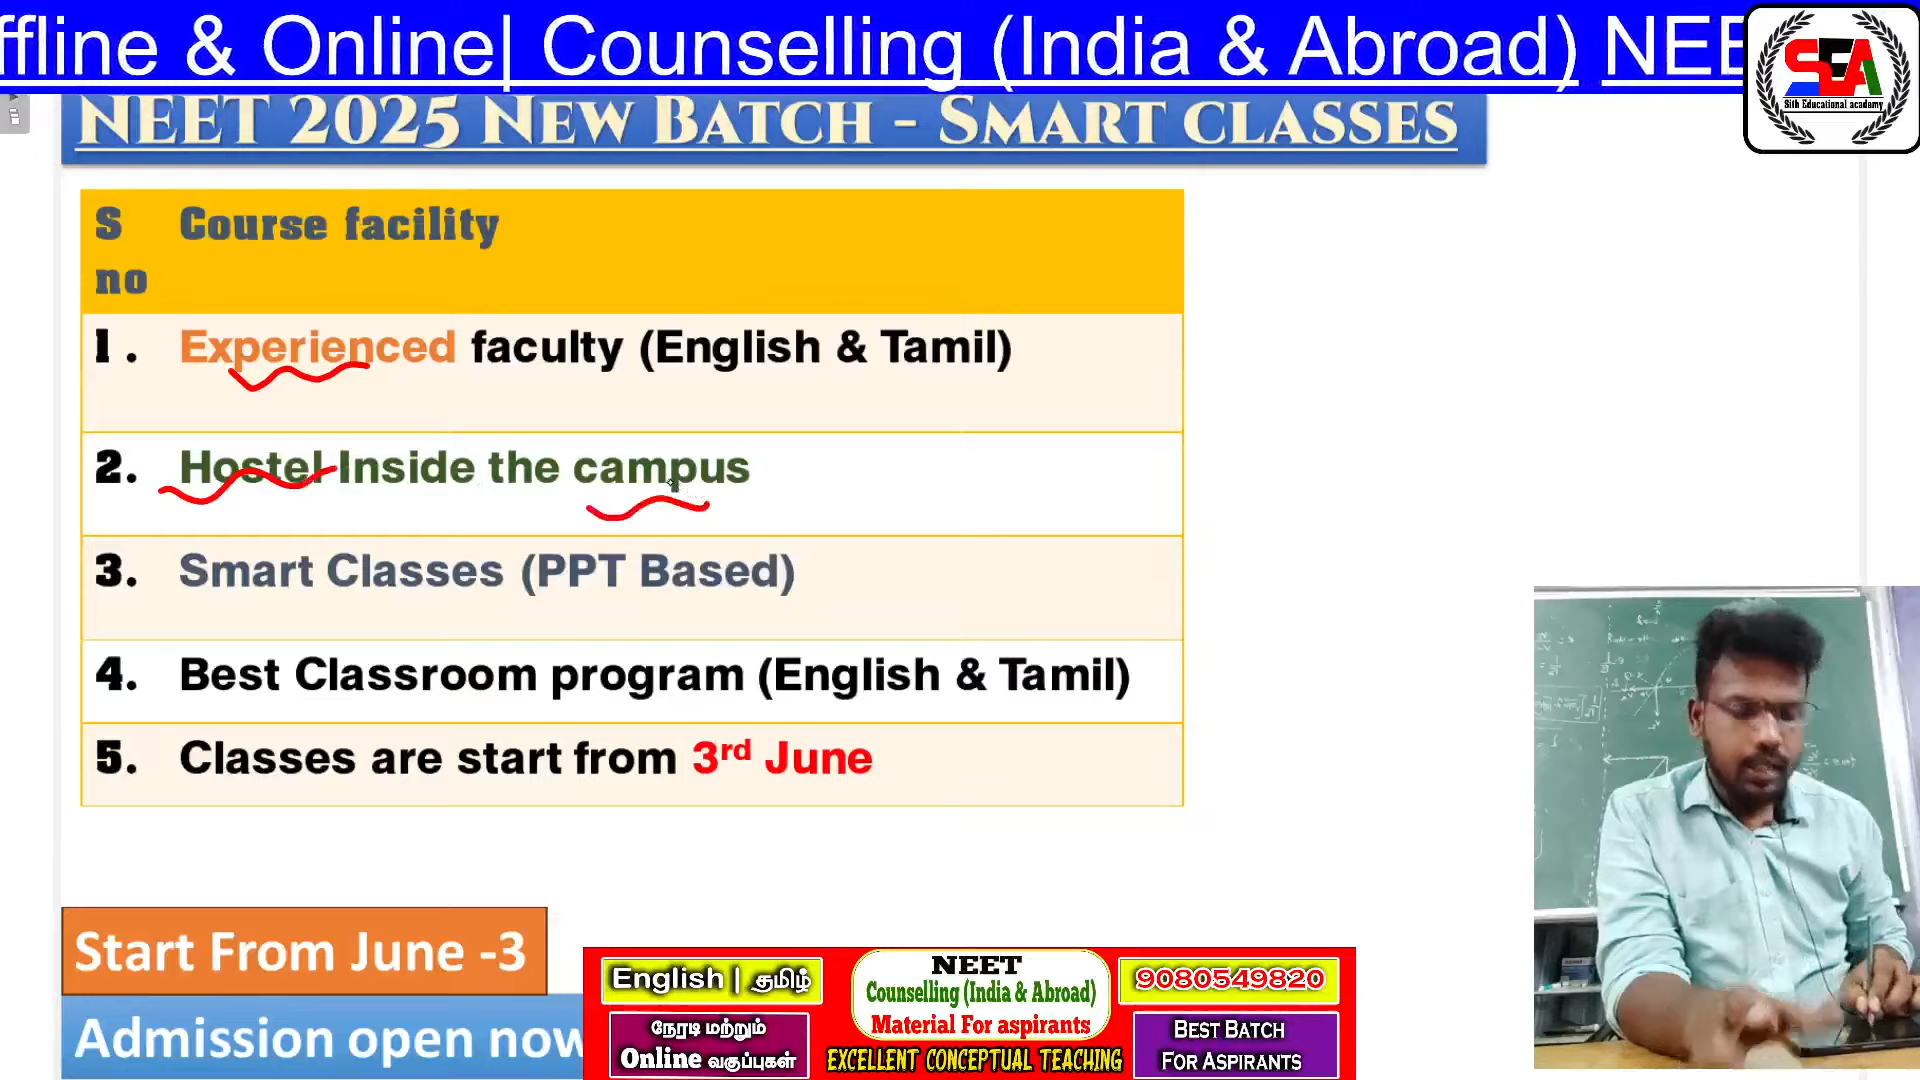 ffline & Online| Counselling (India & Abroad) NEE
SEA
Sith Educational academy
NEET 2025 NEW BATCH - SMART CLASSES
S no Course facility
1. Experienced faculty (English & Tamil)
2. Hostel Inside the campus
3. Smart Classes (PPT Based)
4. Best Classroom program (English & Tamil)
5. Classes are start from 3rd June
Start From June -3
Admission open now
English | தமிழ்
நேரடி மற்றும்
Online வகுப்புகள்
NEET
Counselling (India & Abroad)
Material For aspirants
EXCELLENT CONCEPTUAL TEACHING
9080549820
BEST BATCH
FOR ASPIRANTS